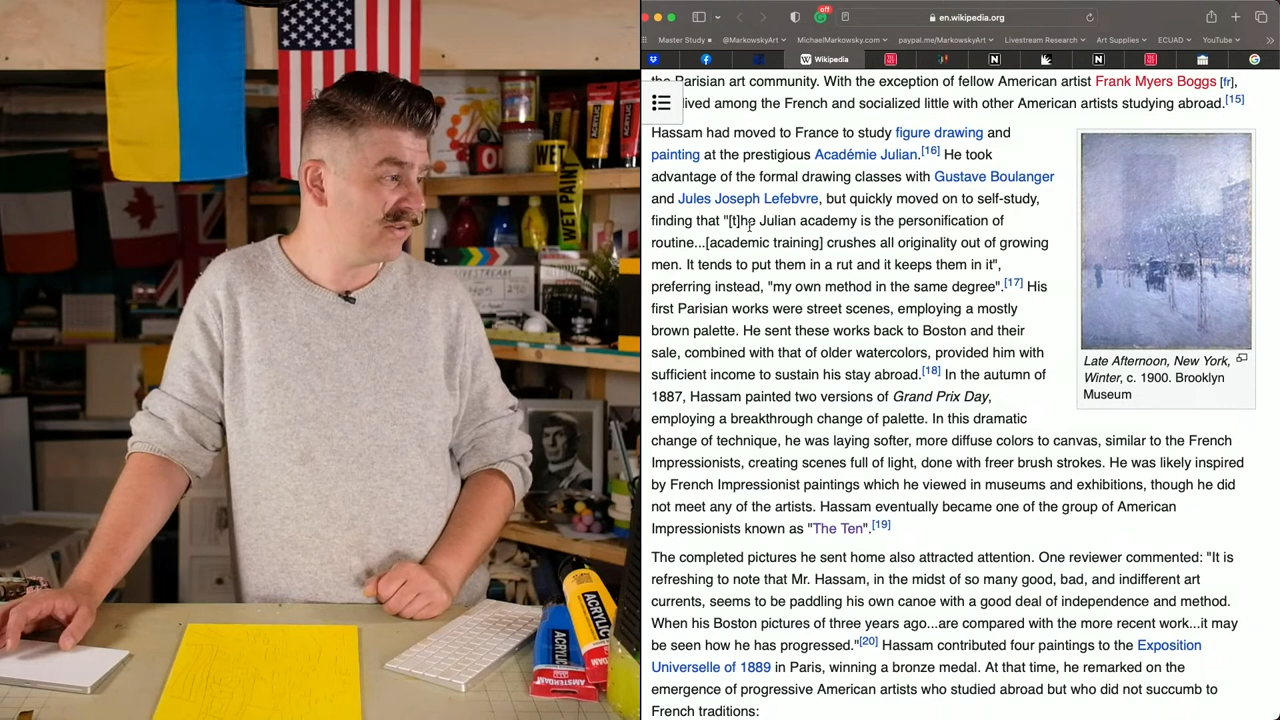 off
en.wikipedia.org
Master Study
@MarkowskyArt
MichaelMarkowsky.com
paypal.me/MarkowskyArt
Livestream Research
Art Supplies
ECUAD
YouTube
Wikipedia
the Parisian art community. With the exception of fellow American artist Frank Myers Boggs [fr],
lived among the French and socialized little with other American artists studying abroad.[15]
Hassam had moved to France to study figure drawing and
painting at the prestigious Académie Julian.[16] He took
advantage of the formal drawing classes with Gustave Boulanger
and Jules Joseph Lefebvre, but quickly moved on to self-study,
finding that "[t]he Julian academy is the personification of
routine...[academic training] crushes all originality out of growing
men. It tends to put them in a rut and it keeps them in it",
preferring instead, "my own method in the same degree".[17] His
first Parisian works were street scenes, employing a mostly
brown palette. He sent these works back to Boston and their
sale, combined with that of older watercolors, provided him with
sufficient income to sustain his stay abroad.[18] In the autumn of
1887, Hassam painted two versions of Grand Prix Day,
employing a breakthrough change of palette. In this dramatic
change of technique, he was laying softer, more diffuse colors to canvas, similar to the French
Impressionists, creating scenes full of light, done with freer brush strokes. He was likely inspired
by French Impressionist paintings which he viewed in museums and exhibitions, though he did
not meet any of the artists. Hassam eventually became one of the group of American
Impressionists known as "The Ten".[19]
The completed pictures he sent home also attracted attention. One reviewer commented: "It is
refreshing to note that Mr. Hassam, in the midst of so many good, bad, and indifferent art
currents, seems to be paddling his own canoe with a good deal of independence and method.
When his Boston pictures of three years ago...are compared with the more recent work...it may
be seen how he has progressed."[20] Hassam contributed four paintings to the Exposition
Universelle of 1889 in Paris, winning a bronze medal. At that time, he remarked on the
emergence of progressive American artists who studied abroad but who did not succumb to
French traditions:
Late Afternoon, New York,
Winter, c. 1900. Brooklyn
Museum
WET
WET PAINT
ACRYLIC
ACRYLIC
ACRYLIC
ACRYLIC
AMSTERDAM